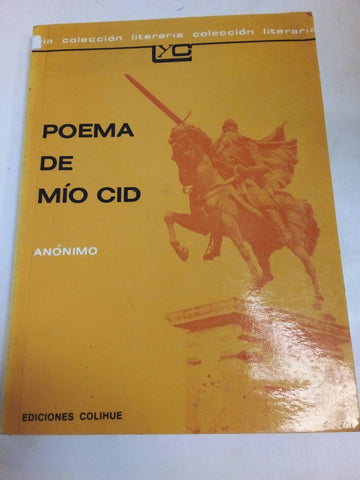 colección literaria colección literaria
LyC
POEMA
DE
MÍO CID
ANÓNIMO
EDICIONES COLIHUE